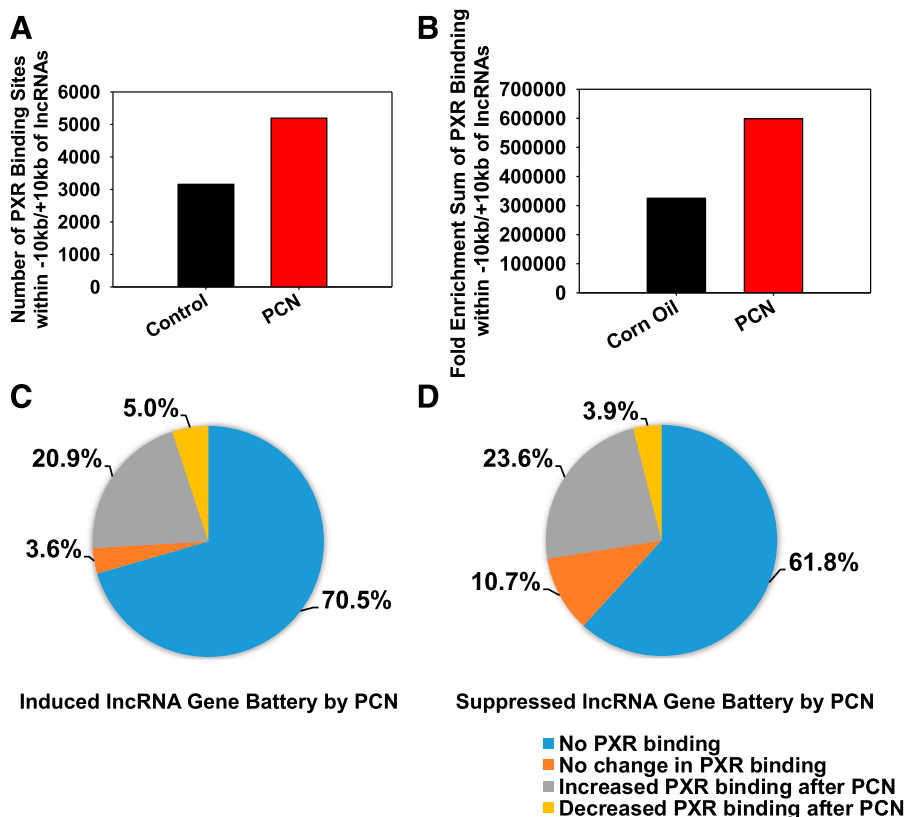 A
Number of PXR Binding Sites
within -10kb/+10kb of lncRNAs
6000
5000
4000
3000
2000
1000
0
Control
PCN
B
Fold Enrichment Sum of PXR Bindning
within -10kb/+10kb of lncRNAs
700000
600000
500000
400000
300000
200000
100000
0
Corn Oil
PCN
C
5.0%
20.9%
3.6%
70.5%
Induced lncRNA Gene Battery by PCN
D
3.9%
23.6%
10.7%
61.8%
Suppressed lncRNA Gene Battery by PCN
No PXR binding
No change in PXR binding
Increased PXR binding after PCN
Decreased PXR binding after PCN